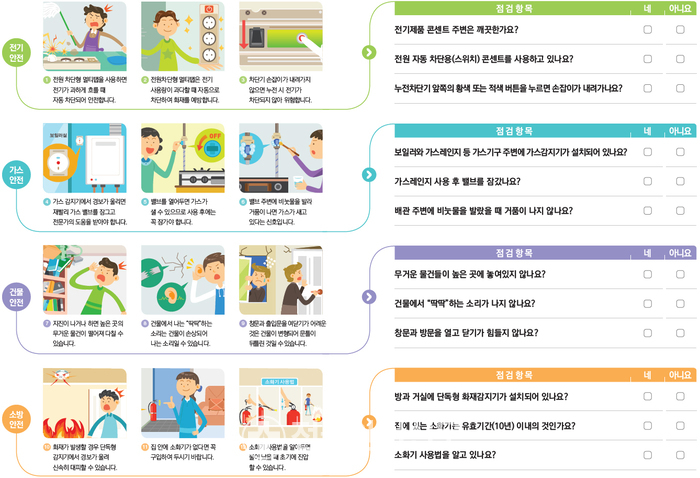 전기
안전
OFF
1 전원 차단형 멀티탭을 사용하면
전기가 과하게 흐를 때
자동 차단되어 안전합니다.
2 전원차단형 멀티탭은 전기
사용량이 과다할 때 자동으로
차단하여 화재를 예방합니다.
3 차단기 손잡이가 내려가지
않으면 누전 시 전기가
차단되지 않아 위험합니다.
점검 항목 네 아니요
전기제품 콘센트 주변은 깨끗한가요?
전원 자동 차단용(스위치) 콘센트를 사용하고 있나요?
누전차단기 앞쪽의 황색 또는 적색 버튼을 누르면 손잡이가 내려가나요?
가스
안전
보일러실
4 가스 감지기에서 경보가 울리면
재빨리 가스 밸브를 잠그고
전문가의 도움을 받아야 합니다.
5 밸브를 열어두면 가스가
샐 수 있으므로 사용 후에는
꼭 잠가야 합니다.
6 밸브 주변에 비눗물을 발라
거품이 나면 가스가 새고
있다는 신호입니다.
점검 항목 네 아니요
보일러와 가스레인지 등 가스기구 주변에 가스감지기가 설치되어 있나요?
가스레인지 사용 후 밸브를 잠갔나요?
배관 주변에 비눗물을 발랐을 때 거품이 나지 않나요?
건물
안전
7 지진이 나거나 하면 높은 곳의
무거운 물건이 떨어져 다칠 수
있습니다.
8 건물에서 나는 "딱딱"하는
소리는 건물이 손상되어
나는 소리일 수 있습니다.
9 창문과 출입문을 여닫기가 어려운
것은 건물이 변형되어 문틀이
뒤틀린 것일 수 있습니다.
점검 항목 네 아니요
무거운 물건들이 높은 곳에 놓여있지 않나요?
건물에서 "딱딱"하는 소리가 나지 않나요?
창문과 방문을 열고 닫기가 힘들지 않나요?
소방
안전
소화기 사용법
10 화재가 발생할 경우 단독형
감지기에서 경보가 울려
신속히 대피할 수 있습니다.
11 집 안에 소화기가 없다면 꼭
구입하여 두시기 바랍니다.
12 소화기 사용법을 알아두면
불이 났을 때 초기에 진압
할 수 있습니다.
점검 항목 네 아니요
방과 거실에 단독형 화재감지기가 설치되어 있나요?
집에 있는 소화기는 유효기간(10년) 이내의 것인가요?
소화기 사용법을 알고 있나요?